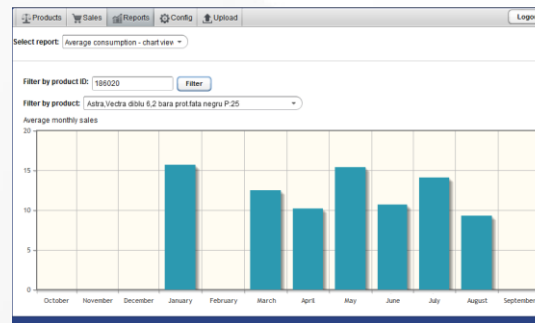 Products Sales Reports Config Upload Logou
Select report: Average consumption - chart view
Filter by product ID: 186020 Filter
Filter by product: Astra,Vectra diblu 6,2 bara prot.fata negru P:25
Average monthly sales
20
15
10
5
0
October November December January February March April May June July August September